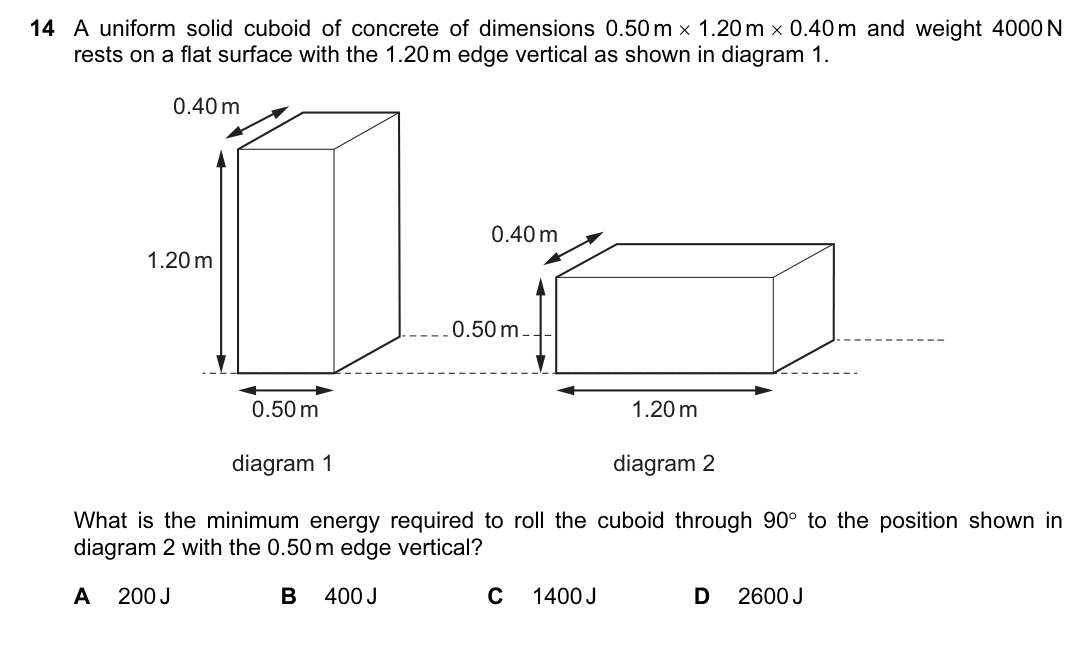 14 A uniform solid cuboid of concrete of dimensions 0.50 m × 1.20 m × 0.40 m and weight 4000 N
rests on a flat surface with the 1.20 m edge vertical as shown in diagram 1.
0.40 m
0.40 m
1.20 m
0.50 m
0.50 m
1.20 m
diagram 1
diagram 2
What is the minimum energy required to roll the cuboid through 90° to the position shown in
diagram 2 with the 0.50 m edge vertical?
A 200 J B 400 J C 1400 J D 2600 J